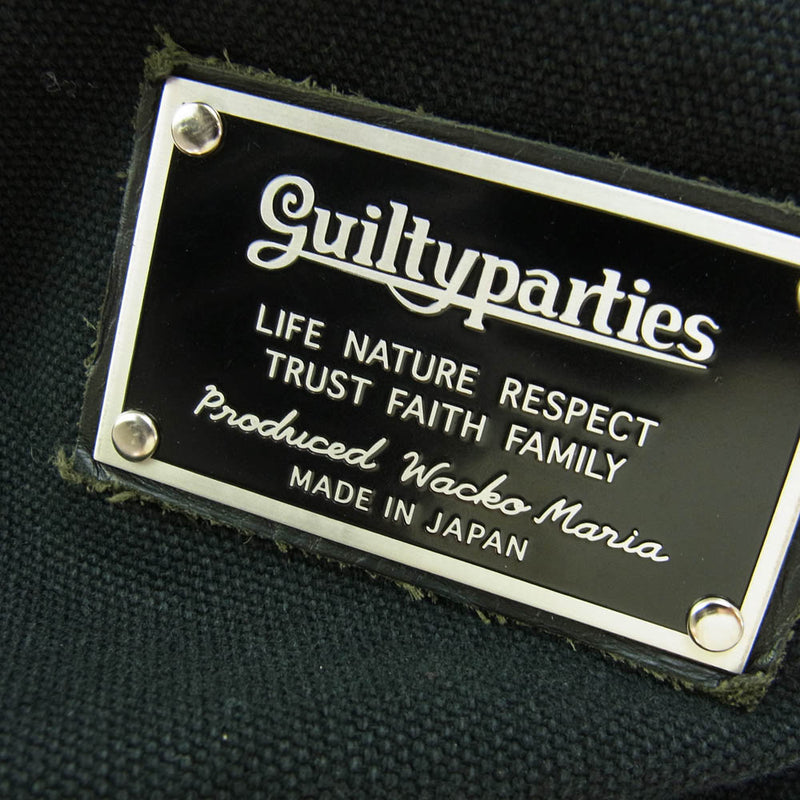 Guiltyparties
LIFE NATURE RESPECT
TRUST FAITH FAMILY
Produced Wacko Maria
MADE IN JAPAN